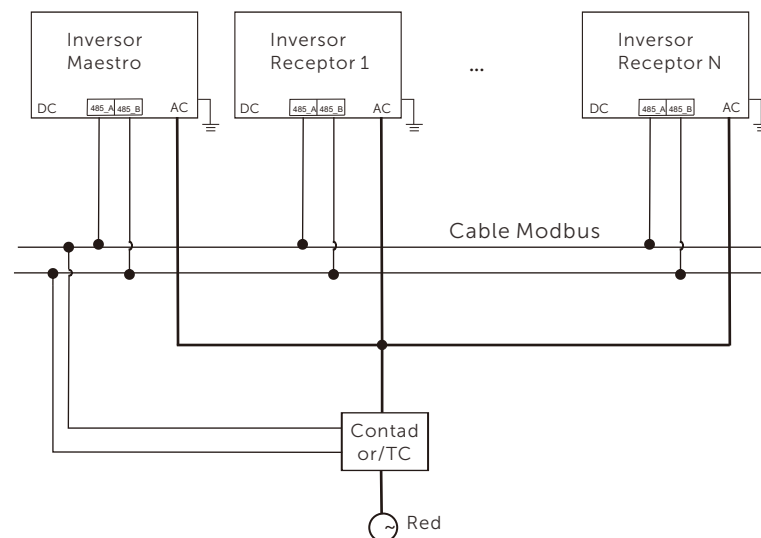 Inversor
Maestro
DC
485_A
485_B
AC
Inversor
Receptor 1
DC
485_A
485_B
AC
...
Inversor
Receptor N
DC
485_A
485_B
AC
Cable Modbus
Contad
or/TC
~
Red